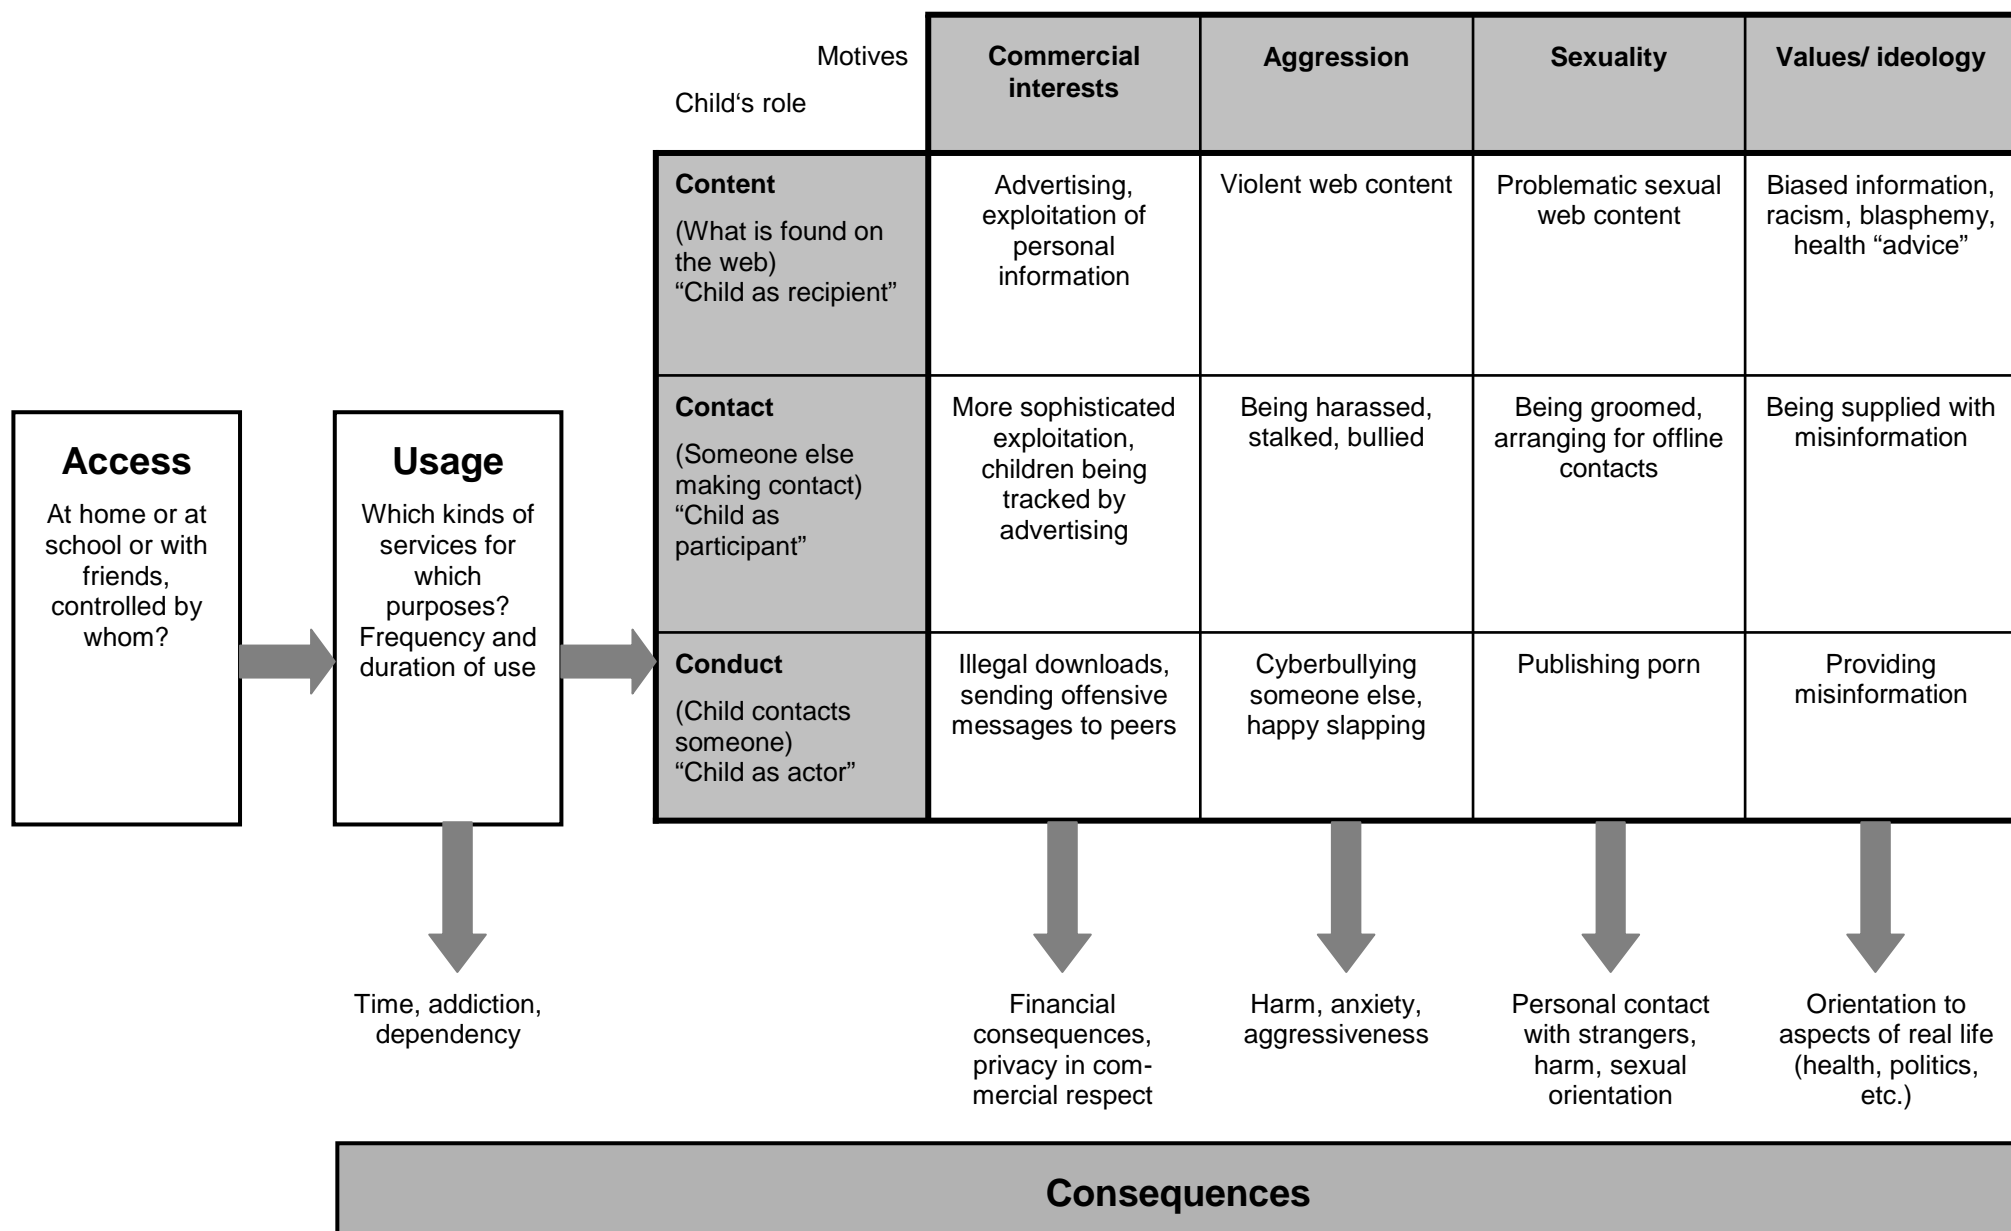 Motives
Child‘s role
Commercial
interests
Aggression
Sexuality
Values/ ideology
Content
(What is found on
the web)
“Child as recipient”
Advertising,
exploitation of
personal
information
Violent web content
Problematic sexual
web content
Biased information,
racism, blasphemy,
health “advice”
Access
At home or at
school or with
friends,
controlled by
whom?
Usage
Which kinds of
services for
which
purposes?
Frequency and
duration of use
Contact
(Someone else
making contact)
“Child as
participant”
More sophisticated
exploitation,
children being
tracked by
advertising
Being harassed,
stalked, bullied
Being groomed,
arranging for offline
contacts
Being supplied with
misinformation
Conduct
(Child contacts
someone)
“Child as actor”
Illegal downloads,
sending offensive
messages to peers
Cyberbullying
someone else,
happy slapping
Publishing porn
Providing
misinformation
Time, addiction,
dependency
Financial
consequences,
privacy in com-
mercial respect
Harm, anxiety,
aggressiveness
Personal contact
with strangers,
harm, sexual
orientation
Orientation to
aspects of real life
(health, politics,
etc.)
Consequences